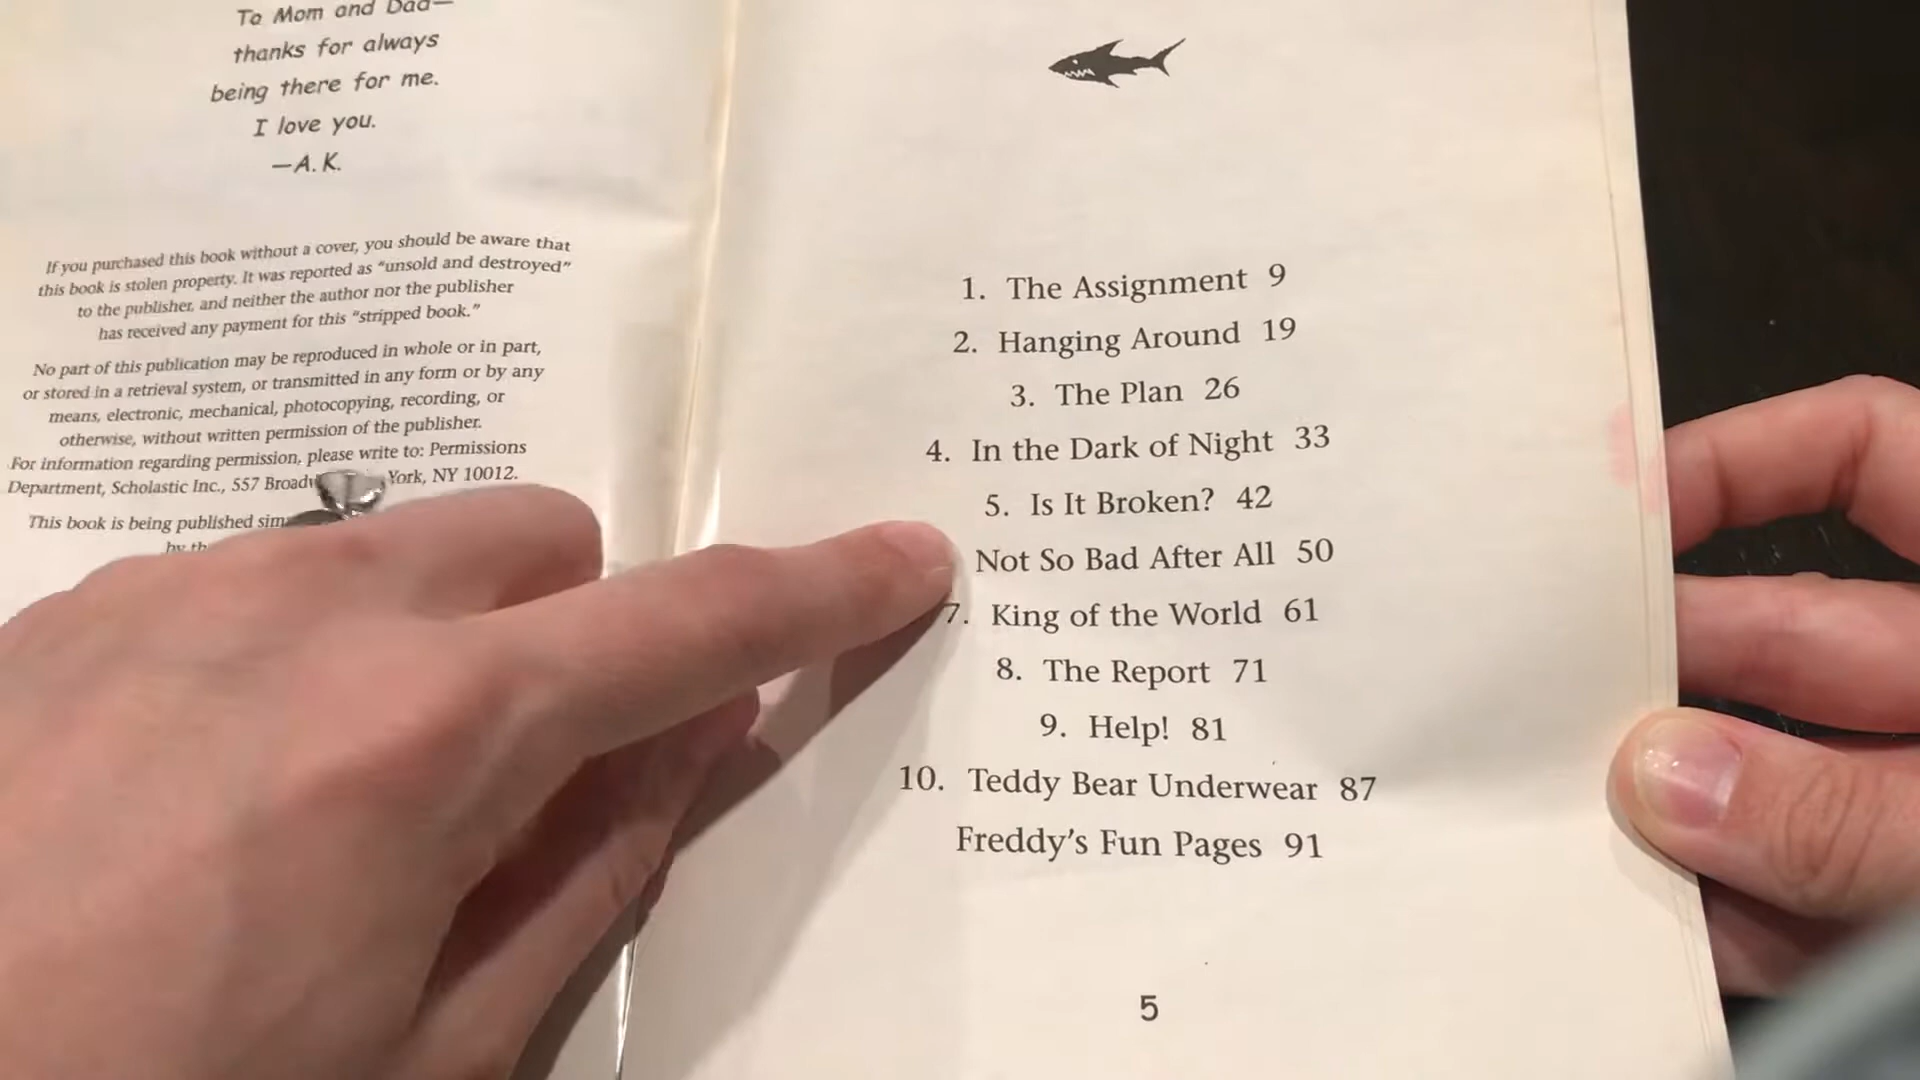 To Mom and Dad—
thanks for always
being there for me.
I love you.
—A.K.
If you purchased this book without a cover, you should be aware that
this book is stolen property. It was reported as “unsold and destroyed”
to the publisher, and neither the author nor the publisher
has received any payment for this “stripped book.”
No part of this publication may be reproduced in whole or in part,
or stored in a retrieval system, or transmitted in any form or by any
means, electronic, mechanical, photocopying, recording, or
otherwise, without written permission of the publisher.
For information regarding permission, please write to: Permissions
Department, Scholastic Inc., 557 York, NY 10012.
This book is being published
1. The Assignment 9
2. Hanging Around 19
3. The Plan 26
4. In the Dark of Night 33
5. Is It Broken? 42
Not So Bad After All 50
7. King of the World 61
8. The Report 71
9. Help! 81
10. Teddy Bear Underwear 87
Freddy’s Fun Pages 91
5